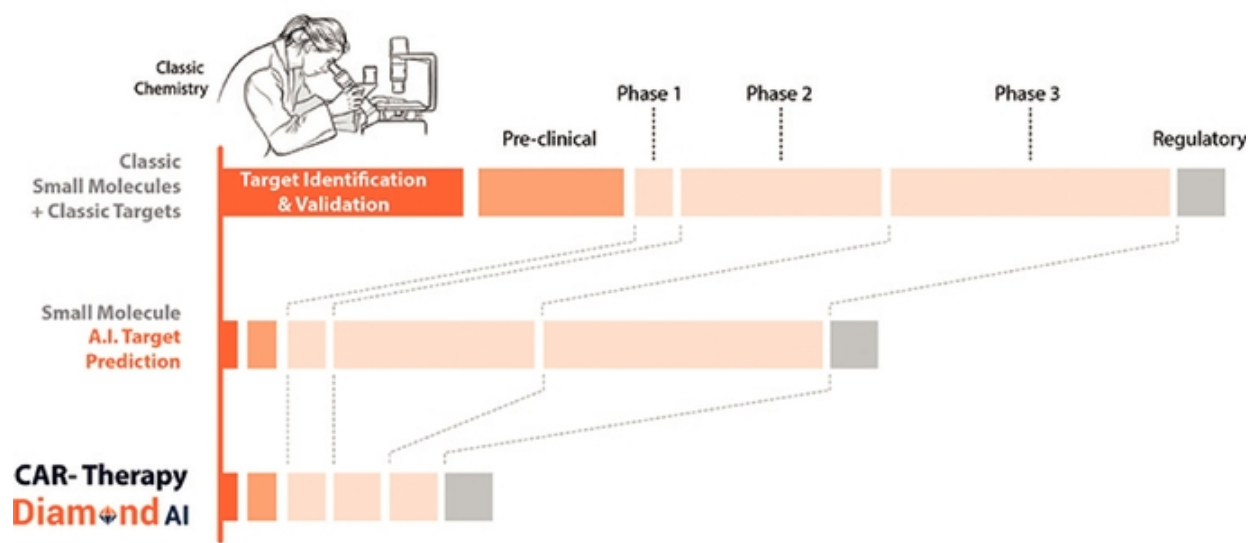 Classic
Chemistry
Phase 1
Phase 2
Phase 3
Pre-clinical
Regulatory
Classic
Small Molecules
+ Classic Targets
Target Identification
& Validation
Small Molecule
A.I. Target
Prediction
CAR- Therapy
Diamond AI